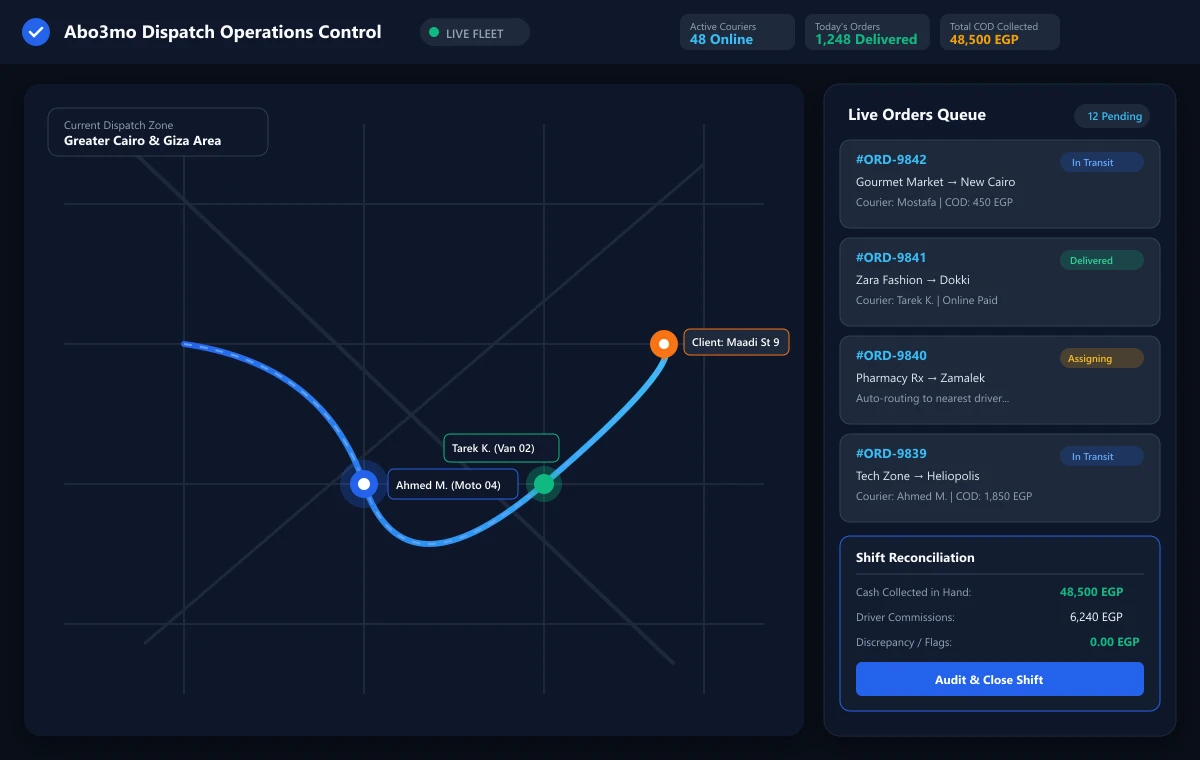 Abo3mo Dispatch Operations Control
LIVE FLEET
Active Couriers
48 Online
Today's Orders
1,248 Delivered
Total COD Collected
48,500 EGP
Current Dispatch Zone
Greater Cairo & Giza Area
Client: Maadi St 9
Tarek K. (Van 02)
Ahmed M. (Moto 04)
Live Orders Queue
12 Pending
#ORD-9842
In Transit
Gourmet Market → New Cairo
Courier: Mostafa | COD: 450 EGP
#ORD-9841
Delivered
Zara Fashion → Dokki
Courier: Tarek K. | Online Paid
#ORD-9840
Assigning
Pharmacy Rx → Zamalek
Auto-routing to nearest driver...
#ORD-9839
In Transit
Tech Zone → Heliopolis
Courier: Ahmed M. | COD: 1,850 EGP
Shift Reconciliation
Cash Collected in Hand: 48,500 EGP
Driver Commissions: 6,240 EGP
Discrepancy / Flags: 0.00 EGP
Audit & Close Shift